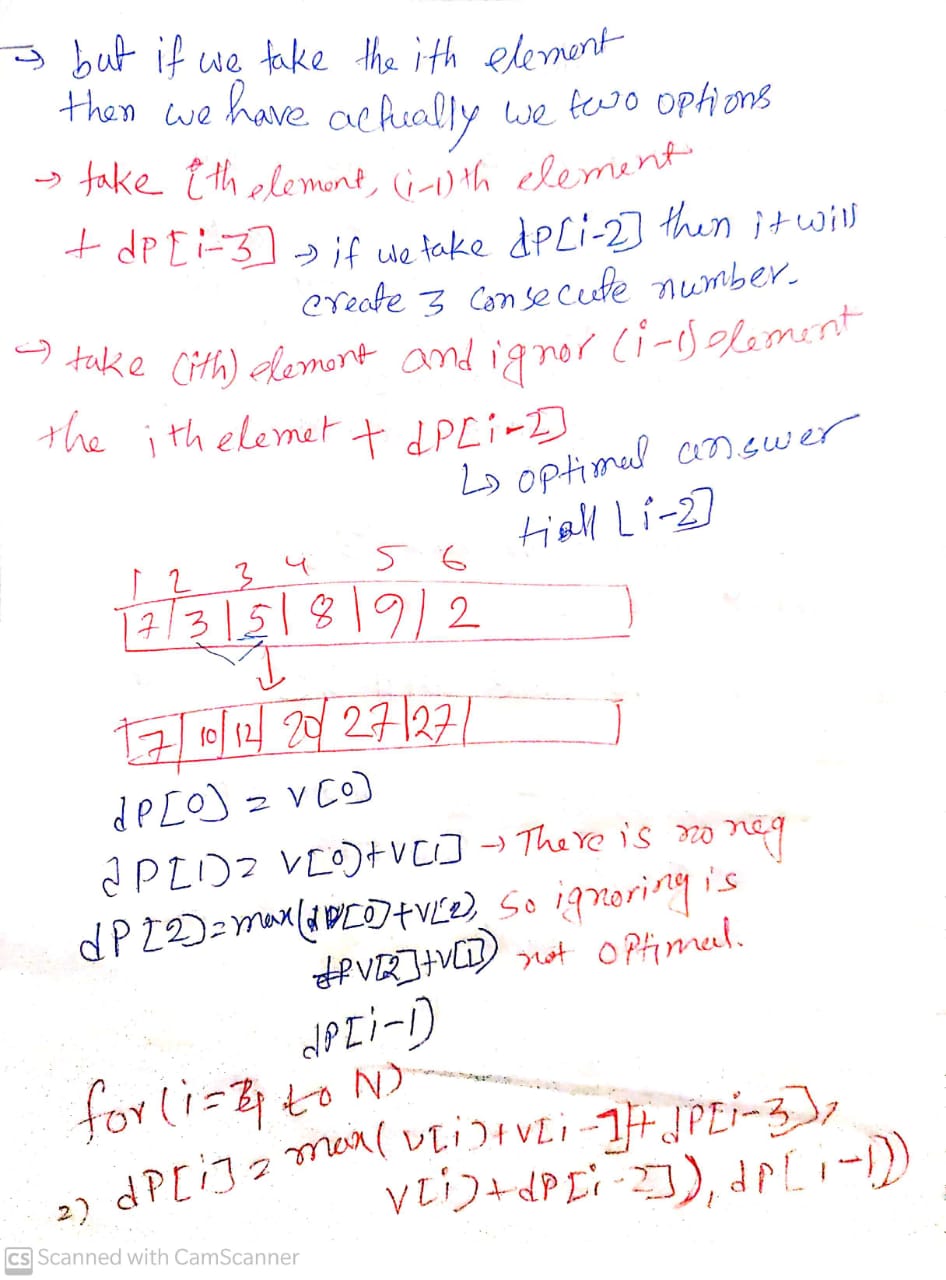 → but if we take the ith element
then we have actually we two options
→ take ith element, (i-1)th element
+ dp[i-3] → if we take dp[i-2] then it will
create 3 consecute number.
→ take (ith) element and ignor (i-1) element
the ith elemet + dp[i-2]
↳ optimal answer
till [i-2]
1 2 3 4 5 6
7 | 3 | 5 | 8 | 9 | 2
7 | 10 | 12 | 20 | 27 | 27 |
dp[0] = v[0]
dp[1] = v[0]+v[1] → There is no neg
dp[2] = max(dp[0]+v[2], so ignoring is
v[2]+v[1]) not optimal.
dp[i-1)
for(i= to N)
2) dp[i] = max( v[i]+v[i-1]+dp[i-3],
v[i]+dp[i-2]), dp[i-1])
CS Scanned with CamScanner